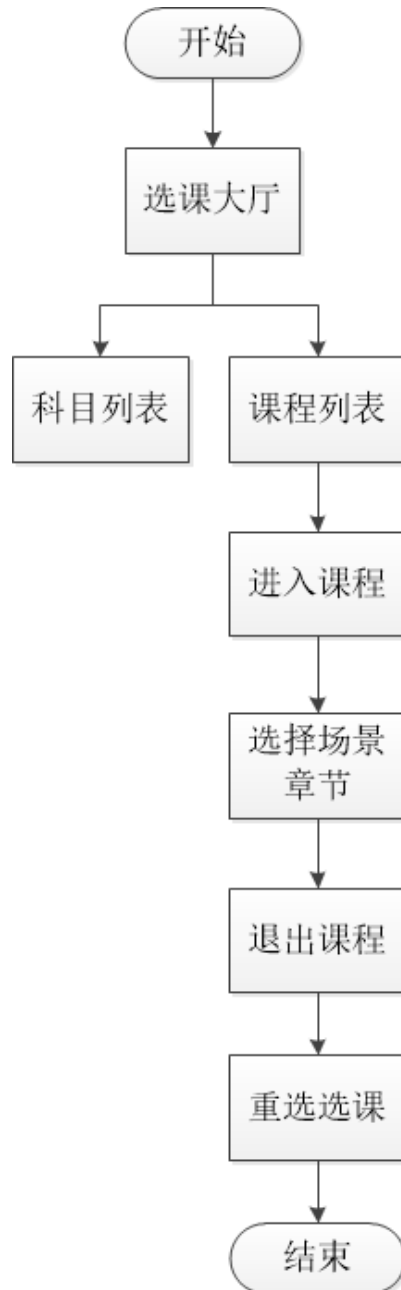 开始
选课大厅
科目列表
课程列表
进入课程
选择场景
章节
退出课程
重选选课
结束